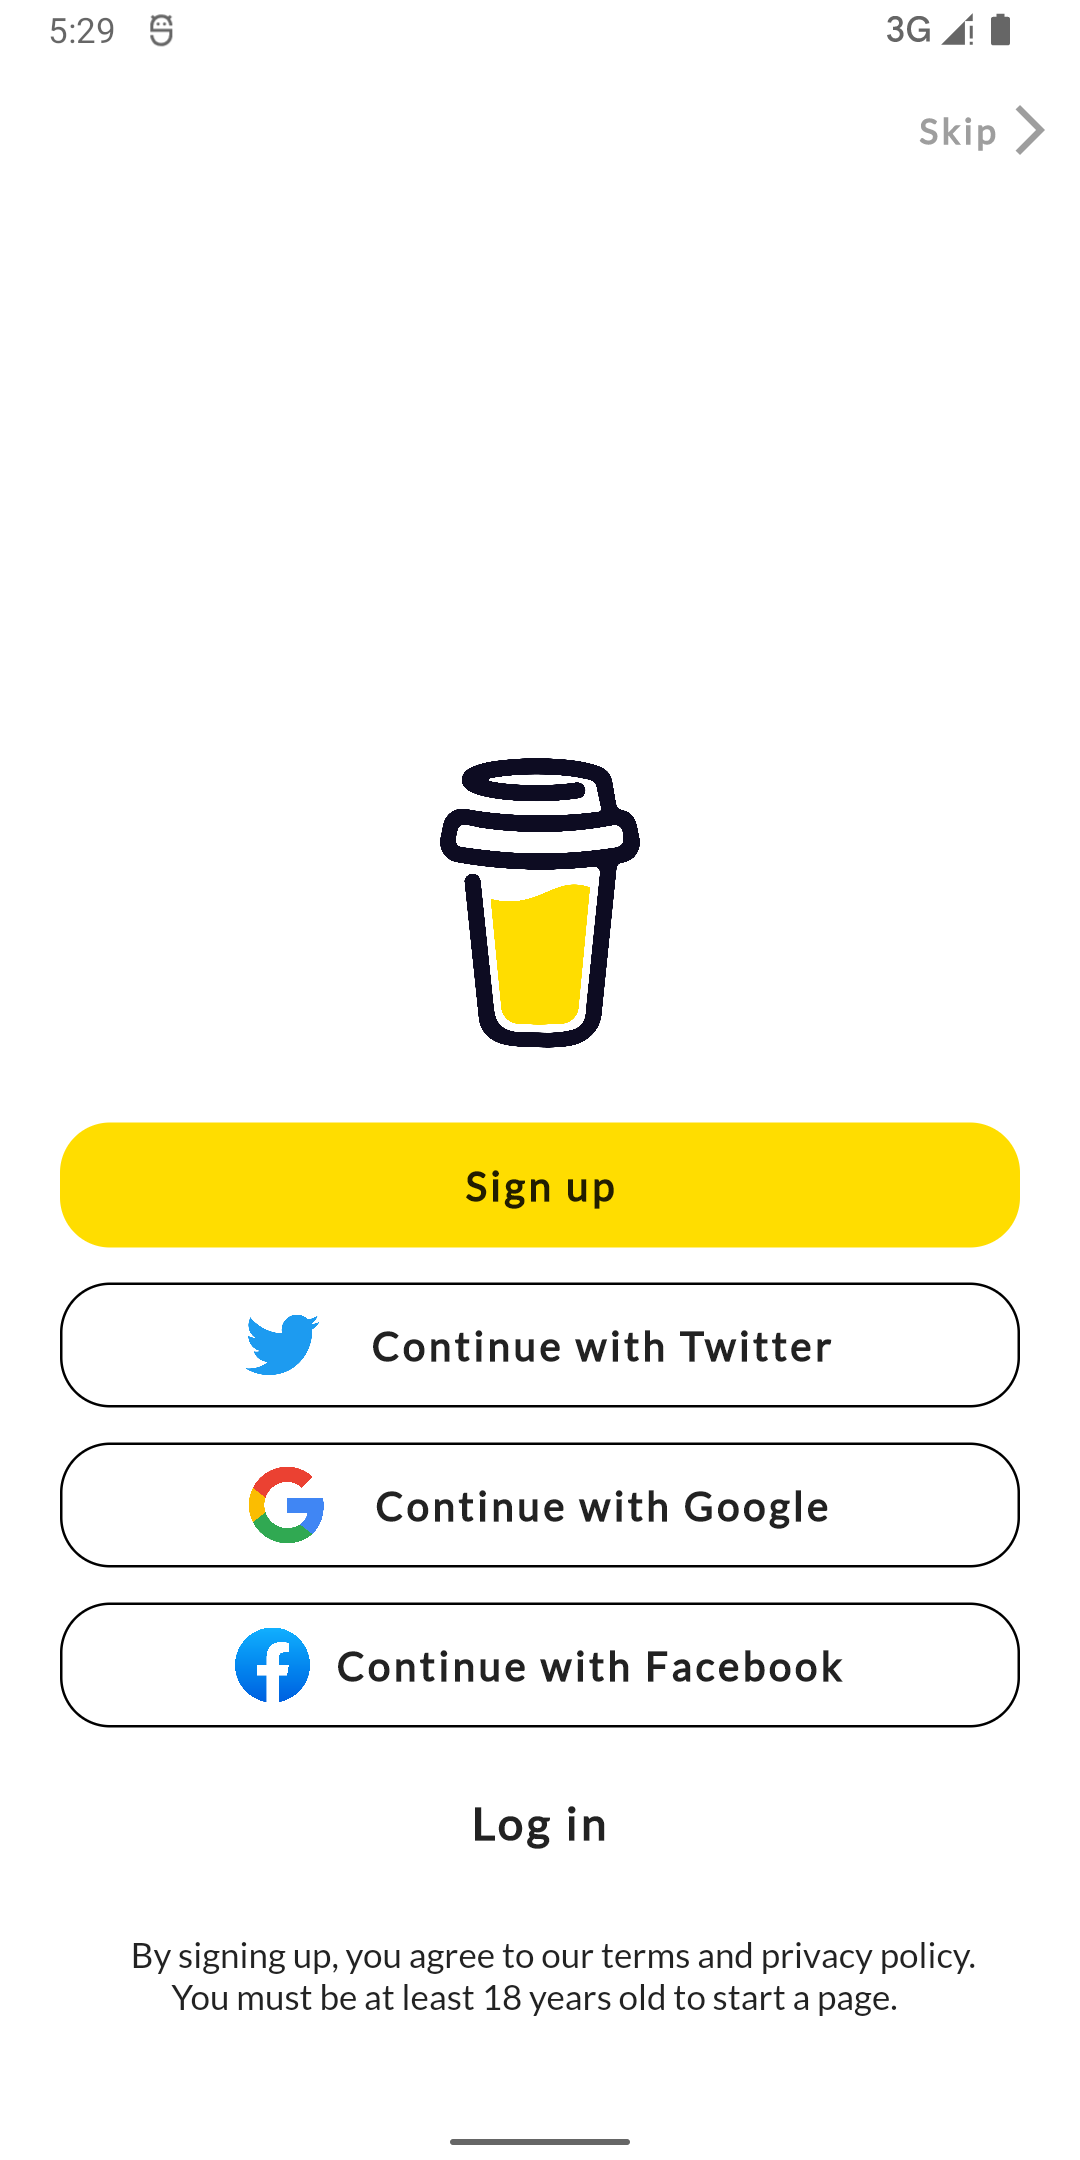 5:29
3G
Skip
Sign up
Continue with Twitter
Continue with Google
Continue with Facebook
Log in
By signing up, you agree to our terms and privacy policy.
You must be at least 18 years old to start a page.